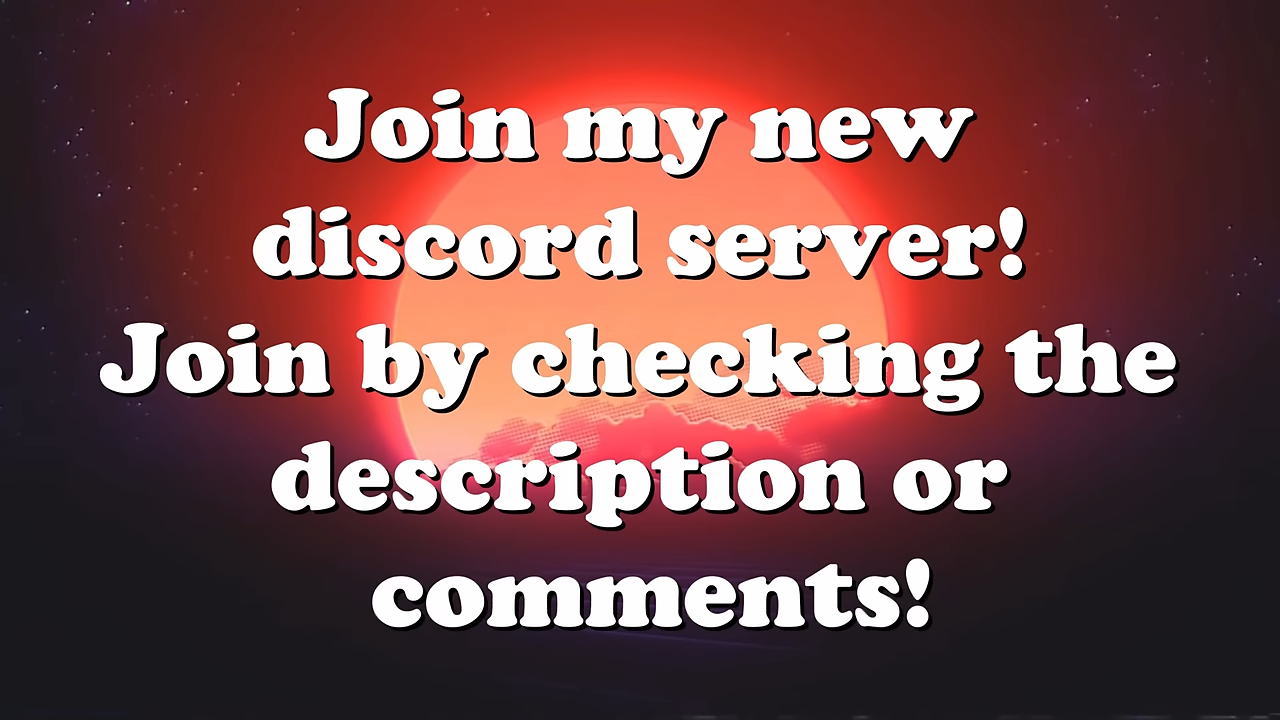 Join my new
discord server!
Join by checking the
description or
comments!